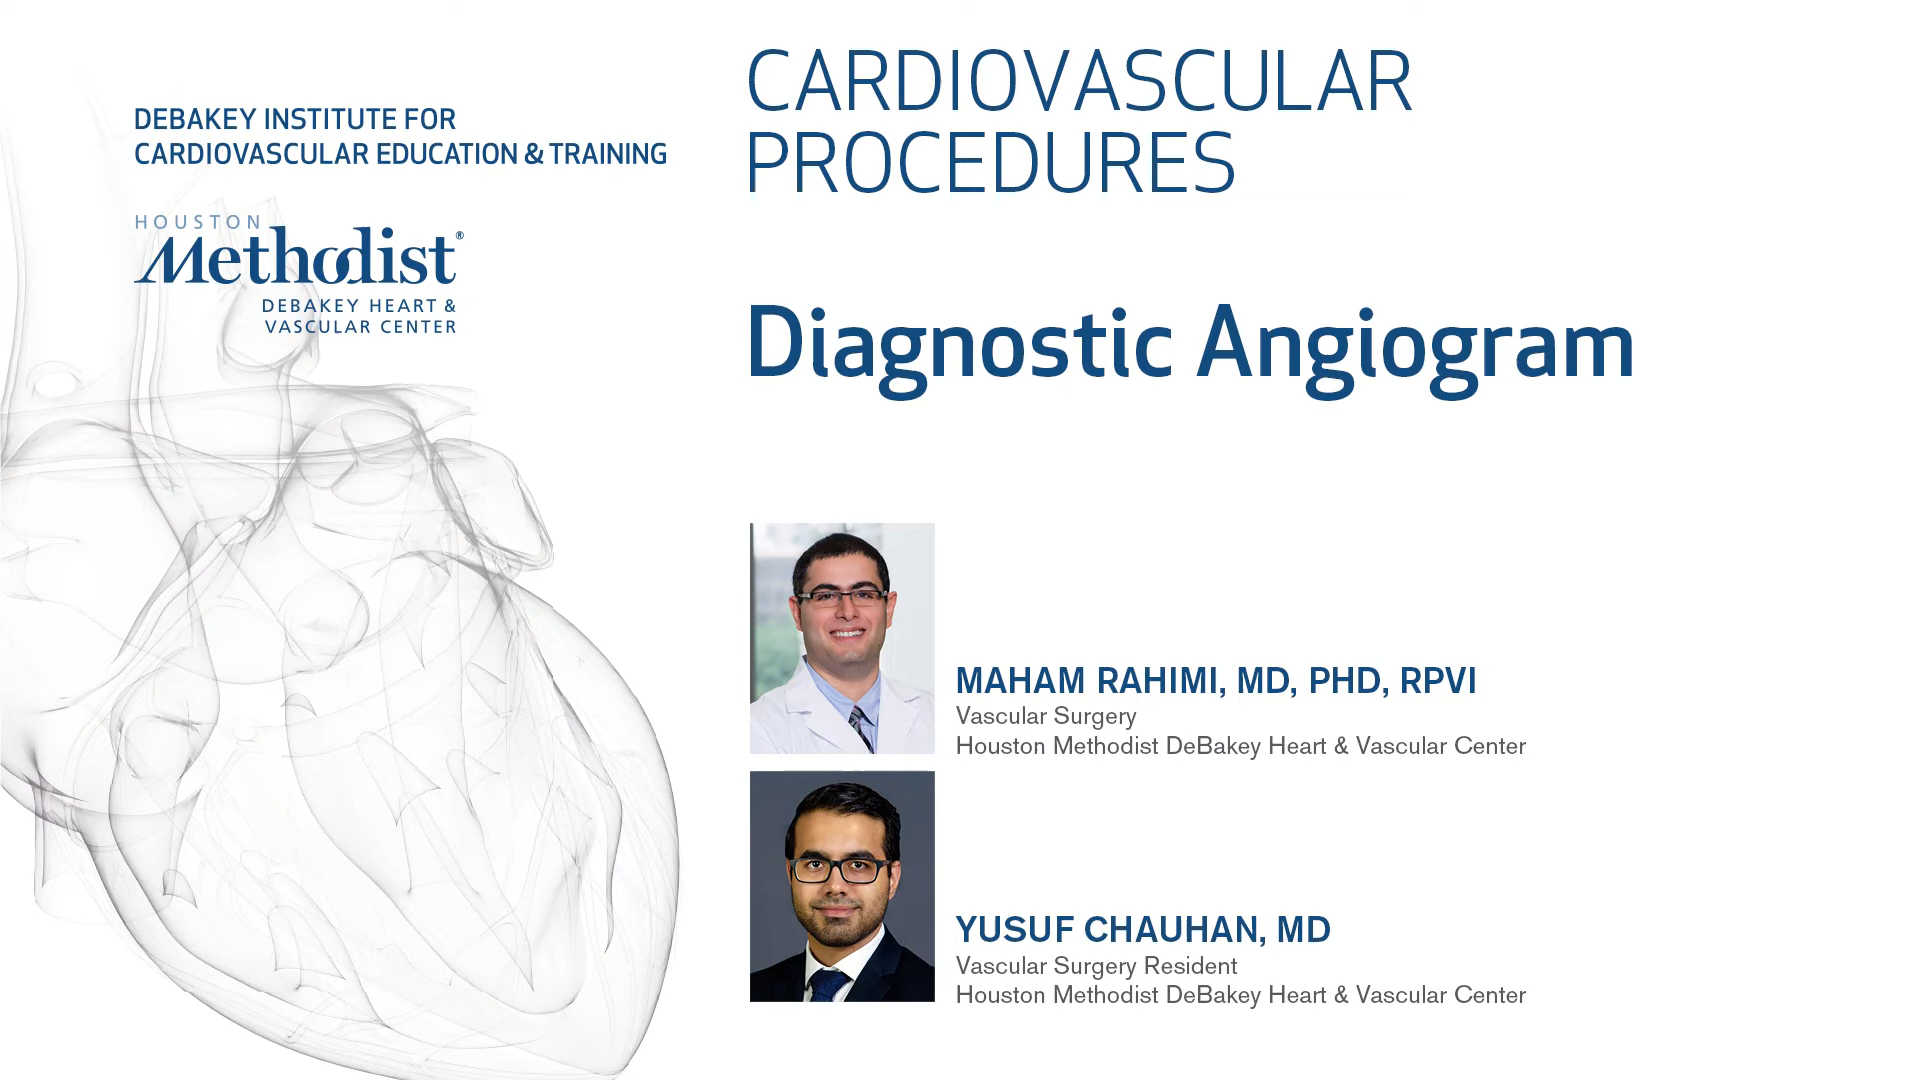 DEBAKEY INSTITUTE FOR
CARDIOVASCULAR EDUCATION & TRAINING
HOUSTON
Methodist®
DEBAKEY HEART &
VASCULAR CENTER
CARDIOVASCULAR
PROCEDURES
Diagnostic Angiogram
MAHAM RAHIMI, MD, PHD, RPVI
Vascular Surgery
Houston Methodist DeBakey Heart & Vascular Center
YUSUF CHAUHAN, MD
Vascular Surgery Resident
Houston Methodist DeBakey Heart & Vascular Center